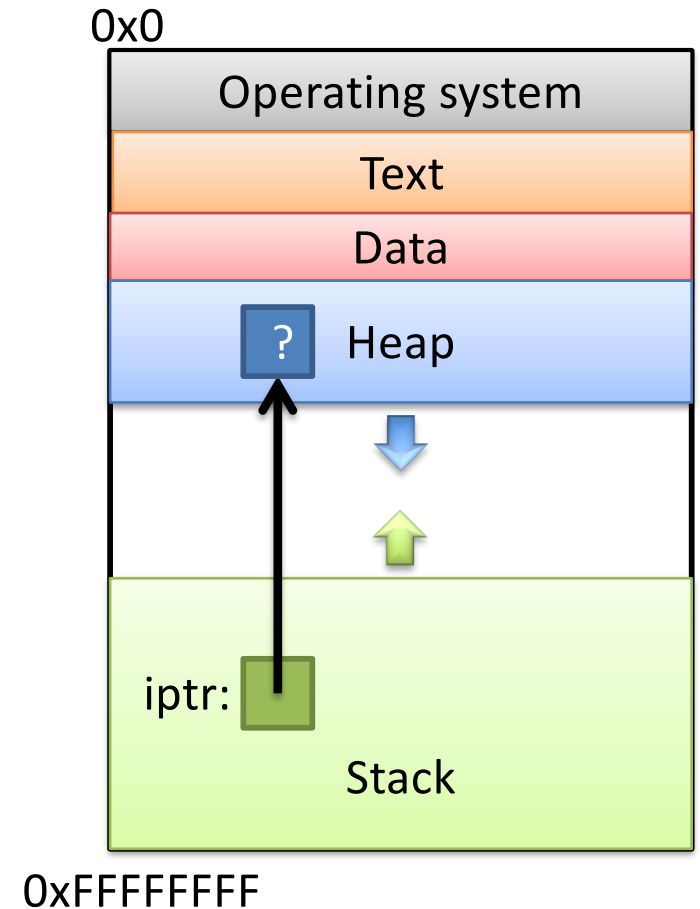 0x0
Operating system
Text
Data
? Heap
iptr:
Stack
0xFFFFFFFF